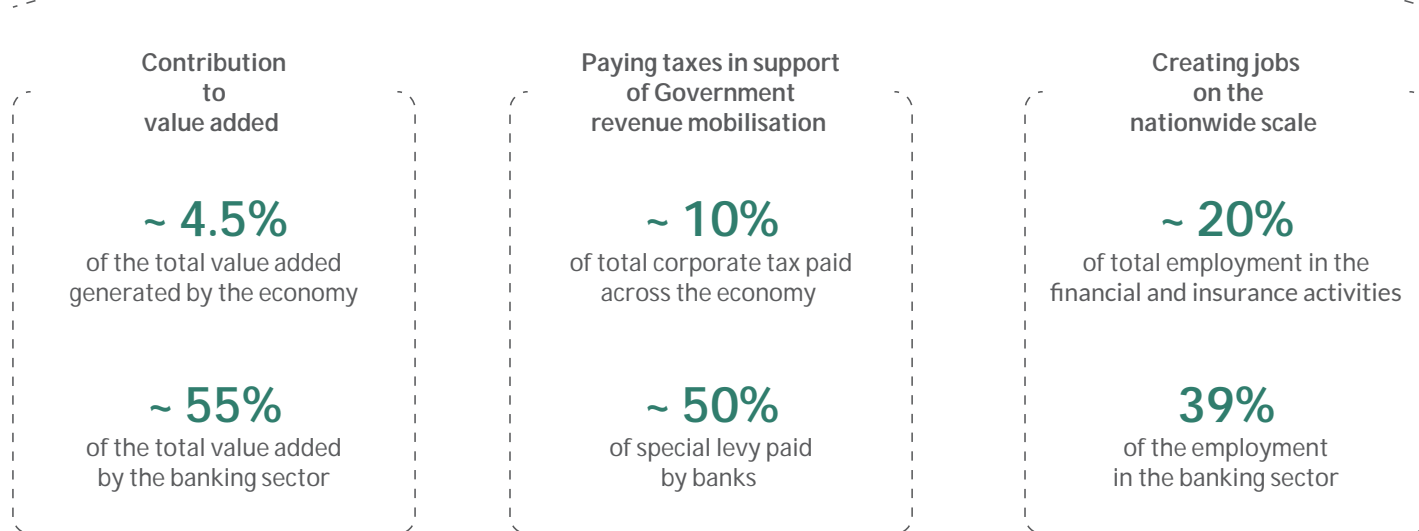 Contribution
to
value added
~ 4.5%
of the total value added
generated by the economy
~ 55%
of the total value added
by the banking sector
Paying taxes in support
of Government
revenue mobilisation
~ 10%
of total corporate tax paid
across the economy
~ 50%
of special levy paid
by banks
Creating jobs
on the
nationwide scale
~ 20%
of total employment in the
financial and insurance activities
39%
of the employment
in the banking sector